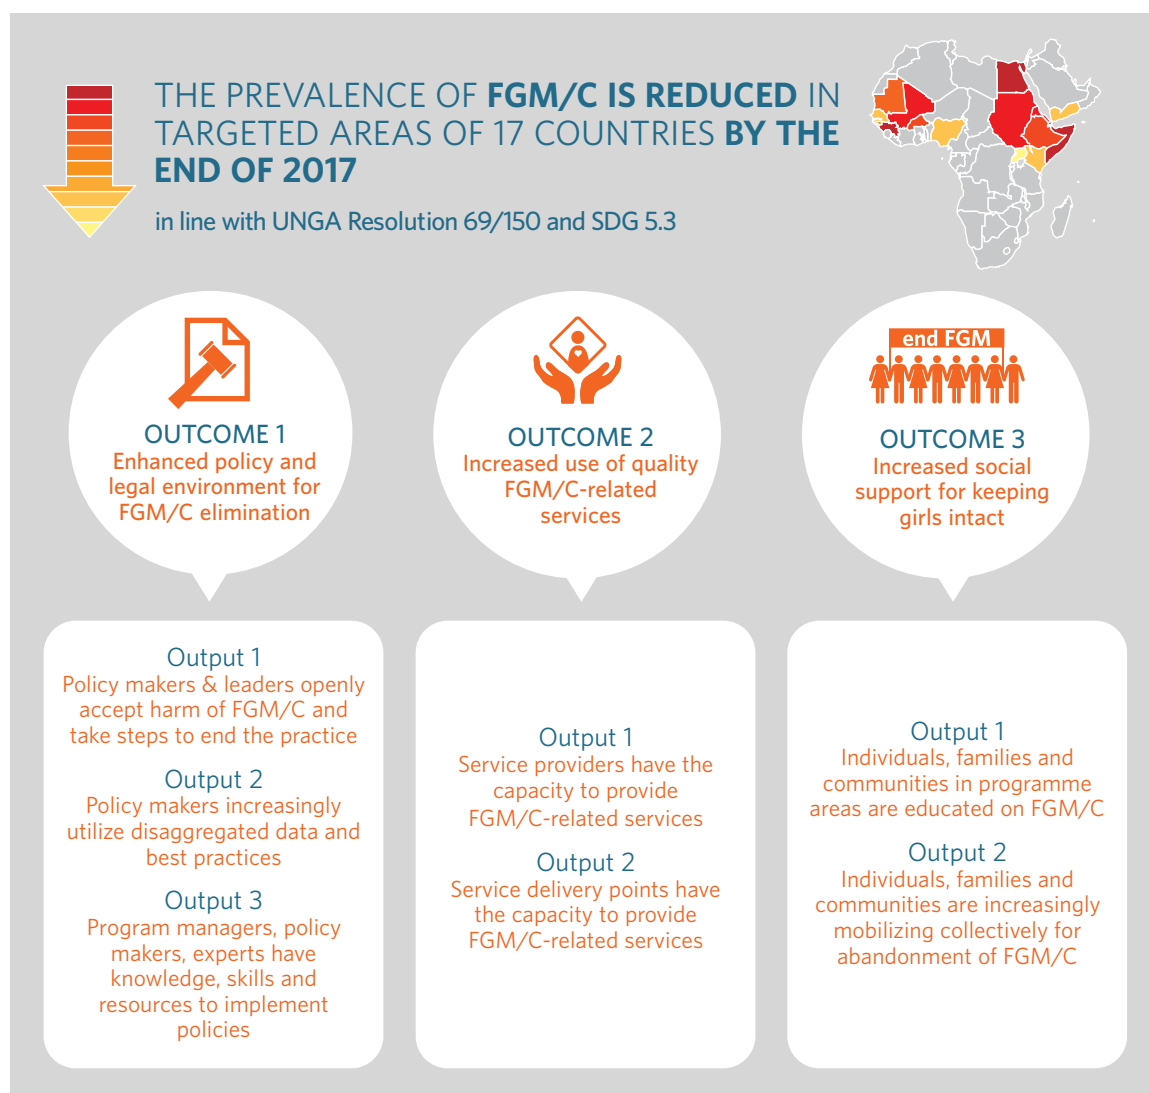 THE PREVALENCE OF FGM/C IS REDUCED IN
TARGETED AREAS OF 17 COUNTRIES BY THE
END OF 2017
in line with UNGA Resolution 69/150 and SDG 5.3
OUTCOME 1
Enhanced policy and
legal environment for
FGM/C elimination
OUTCOME 2
Increased use of quality
FGM/C-related
services
end FGM
OUTCOME 3
Increased social
support for keeping
girls intact
Output 1
Policy makers & leaders openly
accept harm of FGM/C and
take steps to end the practice
Output 2
Policy makers increasingly
utilize disaggregated data and
best practices
Output 3
Program managers, policy
makers, experts have
knowledge, skills and
resources to implement
policies
Output 1
Service providers have the
capacity to provide
FGM/C-related services
Output 2
Service delivery points have
the capacity to provide
FGM/C-related services
Output 1
Individuals, families and
communities in programme
areas are educated on FGM/C
Output 2
Individuals, families and
communities are increasingly
mobilizing collectively for
abandonment of FGM/C